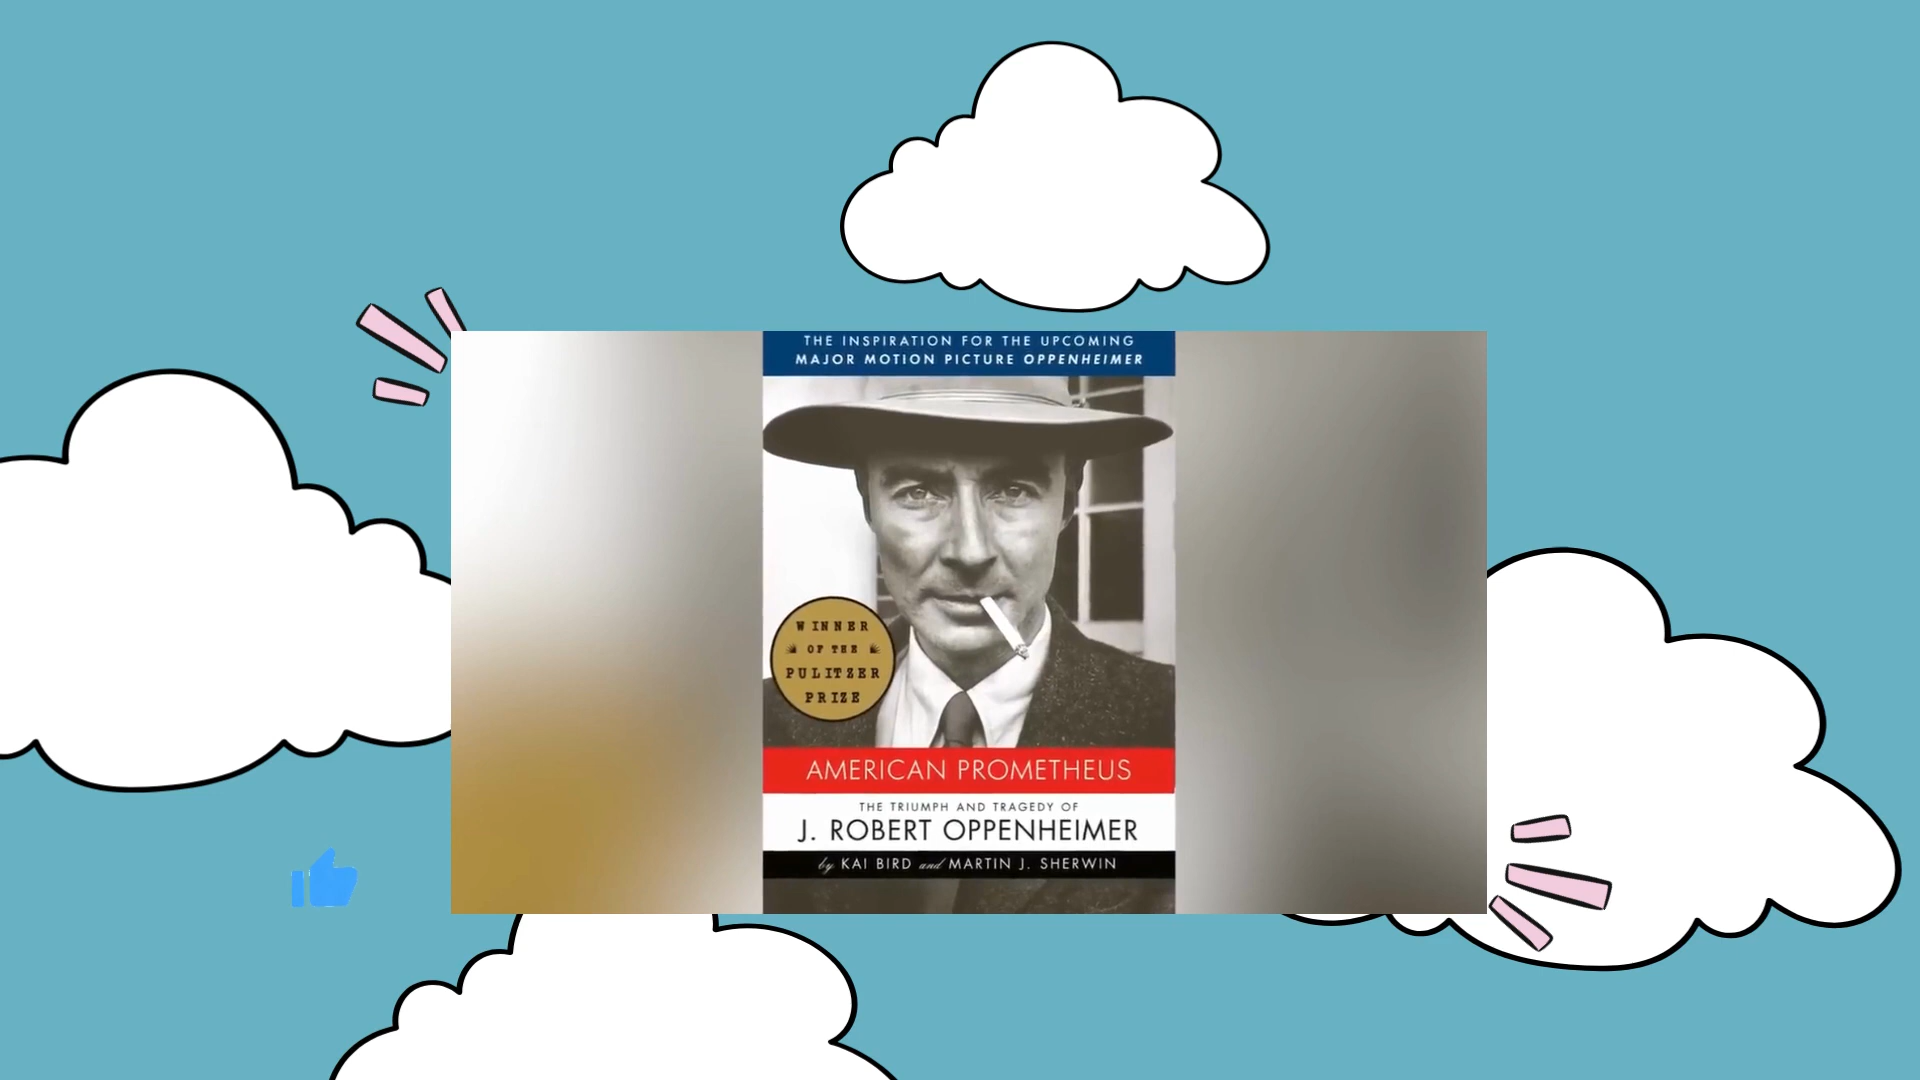 THE INSPIRATION FOR THE UPCOMING
MAJOR MOTION PICTURE OPPENHEIMER
WINNER
OF THE
PULITZER
PRIZE
AMERICAN PROMETHEUS
THE TRIUMPH AND TRAGEDY OF
J. ROBERT OPPENHEIMER
by KAI BIRD and MARTIN J. SHERWIN